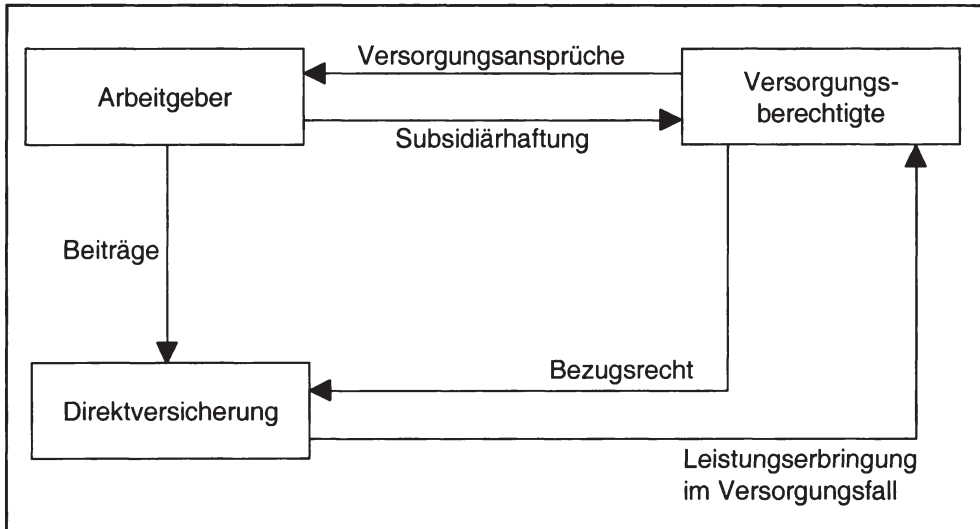 Versorgungsansprüche
Arbeitgeber
Versorgungs-
berechtigte
Subsidiärhaftung
Beiträge
Bezugsrecht
Direktversicherung
Leistungserbringung
im Versorgungsfall